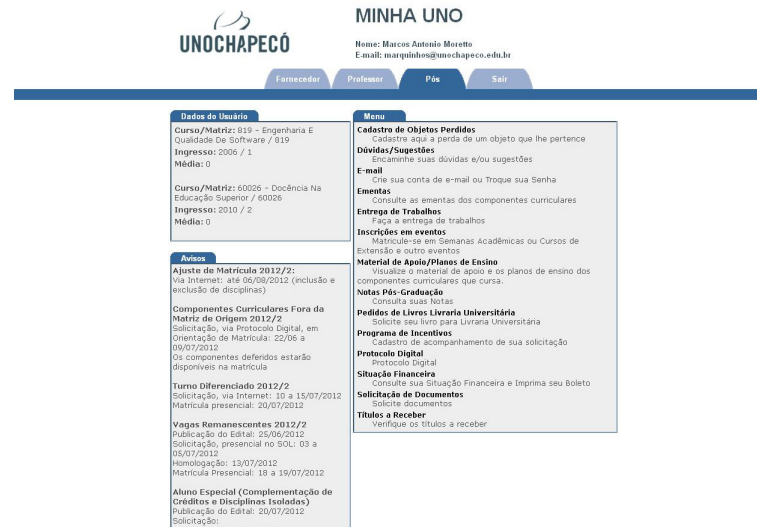 UNOCHAPECÓ
MINHA UNO
Nome: Marcos Antonio Moretto
E.mail: marquinhos@unochapeco.edu.br
Fornecedor
Professor
Pós
Sair
Dados do Usuário
Curso/Matriz: 819 - Engenharia E
Qualidade De Software / 819
Ingresso: 2006 / 1
Média: 0
Curso/Matriz: 60026 - Docência Na
Educação Superior / 60026
Ingresso: 2010 / 2
Média: 0
Avisos
Ajuste de Matrícula 2012/2:
Via Internet: até 06/08/2012 (inclusão e
exclusão de disciplinas)
Componentes Curriculares Fora da
Matriz de Origem 2012/2
Solicitação, via Protocolo Digital, em
Orientação de Matrícula: 22/06 a
09/07/2012
Os componentes deferidos estarão
disponíveis na matrícula
Turno Diferenciado 2012/2
Solicitação, via Internet: 10 a 15/07/2012
Matrícula presencial: 20/07/2012
Vagas Remanescentes 2012/2
Publicação do Edital: 25/06/2012
Solicitação, presencial no SOL: 03 a
05/07/2012
Homologação: 13/07/2012
Matrícula Presencial: 18 a 19/07/2012
Aluno Especial (Complementação de
Créditos e Disciplinas Isoladas)
Publicação do Edital: 20/07/2012
Solicitação:
Menu
Cadastro de Objetos Perdidos
Cadastre aqui a perda de um objeto que lhe pertence
Dúvidas/Sugestões
Encaminhe suas dúvidas e/ou sugestões
E-mail
Crie sua conta de e-mail ou Troque sua Senha
Ementas
Consulte as ementas dos componentes curriculares
Entrega de Trabalhos
Faça a entrega de trabalhos
Inscrições em eventos
Matricule-se em Semanas Acadêmicas ou Cursos de
Extensão e outro eventos
Material de Apoio/Planos de Ensino
Visualize o material de apoio e os planos de ensino dos
componentes curriculares que cursa.
Notas Pós-Graduação
Consulta suas Notas
Pedidos de Livros Livraria Universitária
Solicite seu livro para Livraria Universitária
Programa de Incentivos
Cadastro de acompanhamento de sua solicitação
Protocolo Digital
Protocolo Digital
Situação Financeira
Consulte sua Situação Financeira e Imprima seu Boleto
Solicitação de Documentos
Solicite documentos
Títulos a Receber
Verifique os títulos a receber